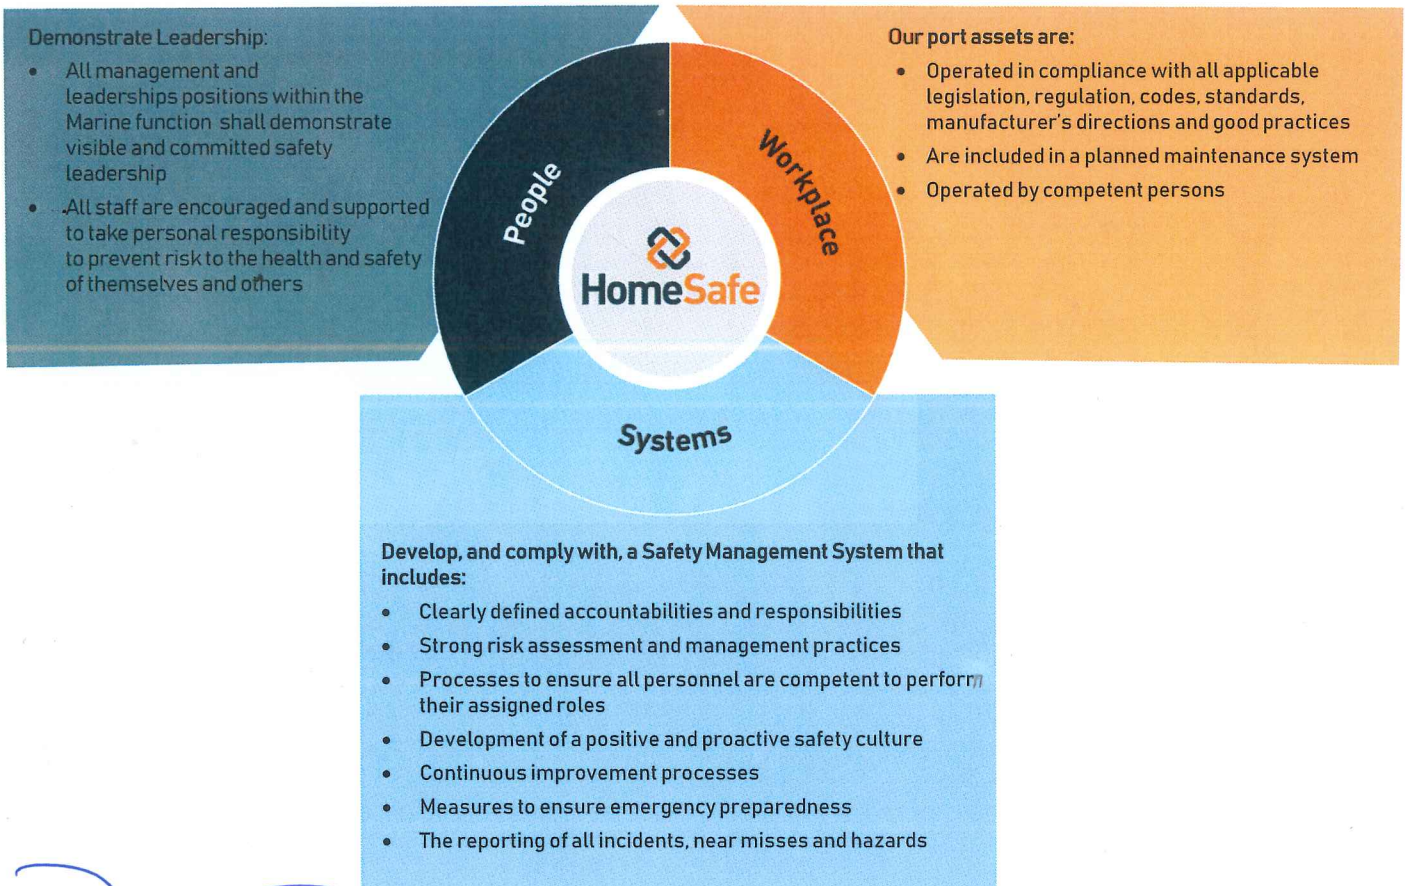 Demonstrate Leadership:
• All management and
leaderships positions within the
Marine function shall demonstrate
visible and committed safety
leadership
• All staff are encouraged and supported
to take personal responsibility
to prevent risk to the health and safety
of themselves and others
People
Workplace
HomeSafe
Systems
Our port assets are:
• Operated in compliance with all applicable
legislation, regulation, codes, standards,
manufacturer's directions and good practices
• Are included in a planned maintenance system
• Operated by competent persons
Develop, and comply with, a Safety Management System that
includes:
• Clearly defined accountabilities and responsibilities
• Strong risk assessment and management practices
• Processes to ensure all personnel are competent to perform
their assigned roles
• Development of a positive and proactive safety culture
• Continuous improvement processes
• Measures to ensure emergency preparedness
• The reporting of all incidents, near misses and hazards